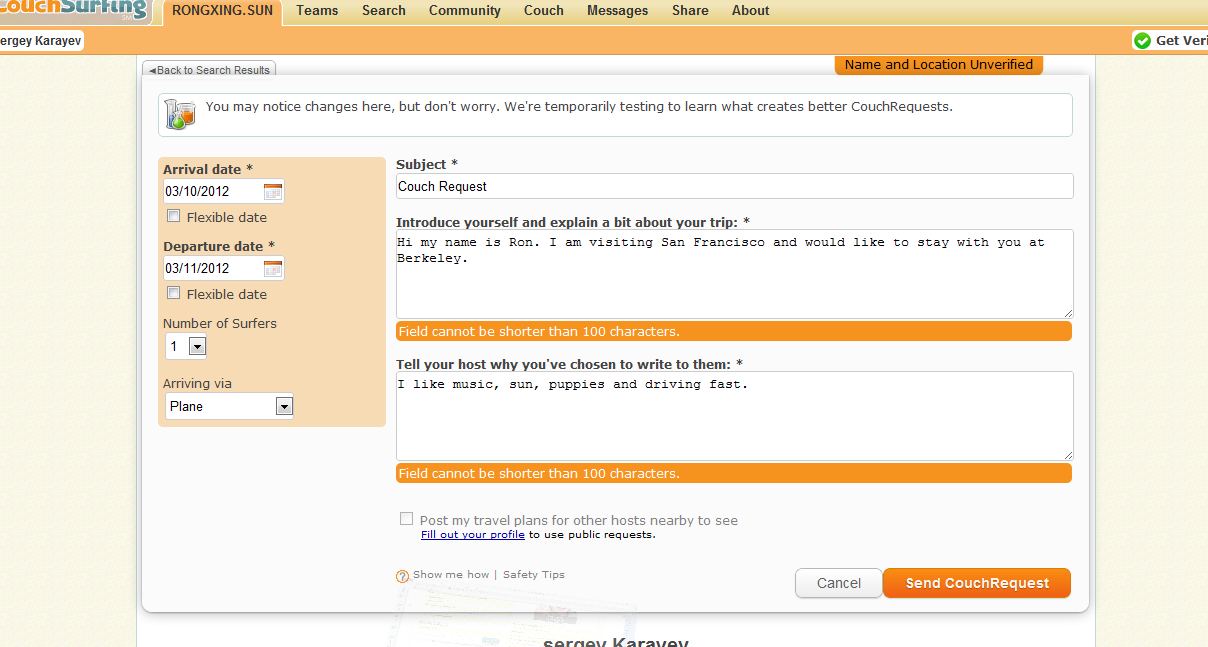 CouchSurfing
RONGXING.SUN Teams Search Community Couch Messages Share About
ergey Karayev
Get Veri
◄Back to Search Results
Name and Location Unverified
You may notice changes here, but don't worry. We're temporarily testing to learn what creates better CouchRequests.
Arrival date *
03/10/2012
Flexible date
Departure date *
03/11/2012
Flexible date
Number of Surfers
1
Arriving via
Plane
Subject *
Couch Request
Introduce yourself and explain a bit about your trip: *
Hi my name is Ron. I am visiting San Francisco and would like to stay with you at
Berkeley.
Field cannot be shorter than 100 characters.
Tell your host why you've chosen to write to them: *
I like music, sun, puppies and driving fast.
Field cannot be shorter than 100 characters.
Post my travel plans for other hosts nearby to see
Fill out your profile to use public requests.
? Show me how | Safety Tips
Cancel
Send CouchRequest
sergey Karayev